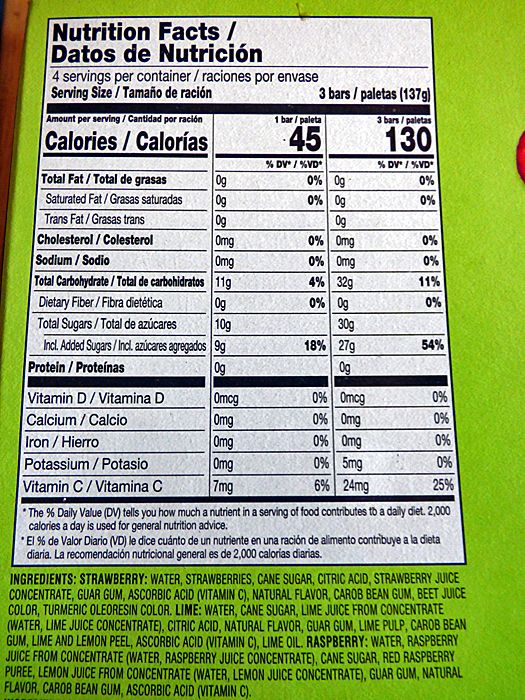 Nutrition Facts /
Datos de Nutrición
4 servings per container / raciones por envase
Serving Size / Tamaño de ración 3 bars / paletas (137g)
Amount per serving / Cantidad por ración 1 bar / paleta 3 bars / paletas
Calories / Calorías 45 130
% DV* / %VD* % DV* / %VD*
Total Fat / Total de grasas 0g 0% 0g 0%
Saturated Fat / Grasas saturadas 0g 0% 0g 0%
Trans Fat / Grasas trans 0g 0g
Cholesterol / Colesterol 0mg 0% 0mg 0%
Sodium / Sodio 0mg 0% 0mg 0%
Total Carbohydrate / Total de carbohidratos 11g 4% 32g 11%
Dietary Fiber / Fibra dietética 0g 0% 0g 0%
Total Sugars / Total de azúcares 10g 30g
Incl. Added Sugars / Incl. azúcares agregados 9g 18% 27g 54%
Protein / Proteínas 0g 0g
Vitamin D / Vitamina D 0mcg 0% 0mcg 0%
Calcium / Calcio 0mg 0% 0mg 0%
Iron / Hierro 0mg 0% 0mg 0%
Potassium / Potasio 0mg 0% 5mg 0%
Vitamin C / Vitamina C 7mg 6% 24mg 25%
* The % Daily Value (DV) tells you how much a nutrient in a serving of food contributes to a daily diet. 2,000
calories a day is used for general nutrition advice.
* El % de Valor Diario (VD) le dice cuánto de un nutriente en una ración de alimento contribuye a la dieta
diaria. La recomendación nutricional general es de 2,000 calorías diarias.
INGREDIENTS: STRAWBERRY: WATER, STRAWBERRIES, CANE SUGAR, CITRIC ACID, STRAWBERRY JUICE
CONCENTRATE, GUAR GUM, ASCORBIC ACID (VITAMIN C), NATURAL FLAVOR, CAROB BEAN GUM, BEET JUICE
COLOR, TURMERIC OLEORESIN COLOR. LIME: WATER, CANE SUGAR, LIME JUICE FROM CONCENTRATE
(WATER, LIME JUICE CONCENTRATE), CITRIC ACID, NATURAL FLAVOR, GUAR GUM, LIME PULP, CAROB BEAN
GUM, LIME AND LEMON PEEL, ASCORBIC ACID (VITAMIN C), LIME OIL. RASPBERRY: WATER, RASPBERRY
JUICE FROM CONCENTRATE (WATER, RASPBERRY JUICE CONCENTRATE), CANE SUGAR, RED RASPBERRY
PUREE, LEMON JUICE FROM CONCENTRATE (WATER, LEMON JUICE CONCENTRATE), GUAR GUM, NATURAL
FLAVOR, CAROB BEAN GUM, ASCORBIC ACID (VITAMIN C).